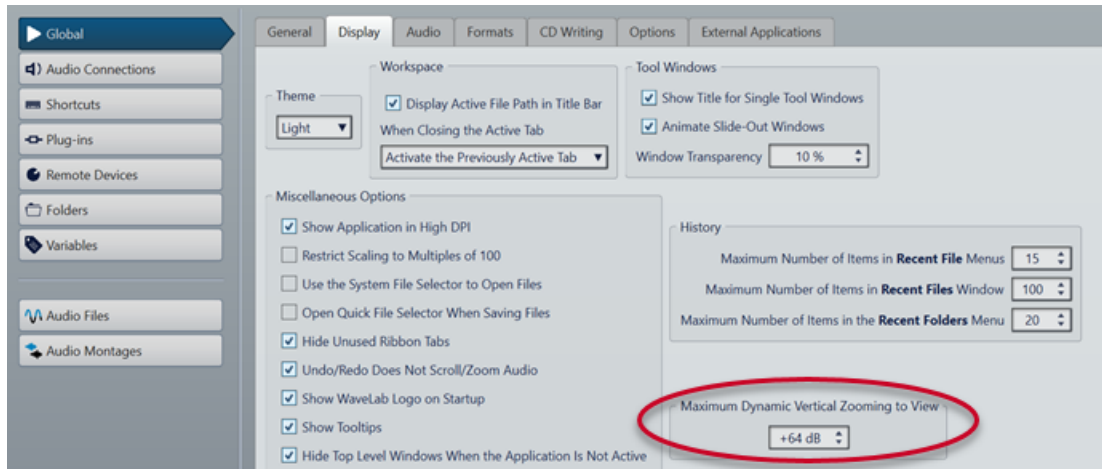 Global
Audio Connections
Shortcuts
Plug-ins
Remote Devices
Folders
Variables
Audio Files
Audio Montages
General Display Audio Formats CD Writing Options External Applications
Theme
Light
Workspace
Display Active File Path in Title Bar
When Closing the Active Tab
Activate the Previously Active Tab
Tool Windows
Show Title for Single Tool Windows
Animate Slide-Out Windows
Window Transparency 10 %
Miscellaneous Options
Show Application in High DPI
Restrict Scaling to Multiples of 100
Use the System File Selector to Open Files
Open Quick File Selector When Saving Files
Hide Unused Ribbon Tabs
Undo/Redo Does Not Scroll/Zoom Audio
Show WaveLab Logo on Startup
Show Tooltips
Hide Top Level Windows When the Application Is Not Active
History
Maximum Number of Items in Recent File Menus 15
Maximum Number of Items in Recent Files Window 100
Maximum Number of Items in the Recent Folders Menu 20
Maximum Dynamic Vertical Zooming to View
+64 dB